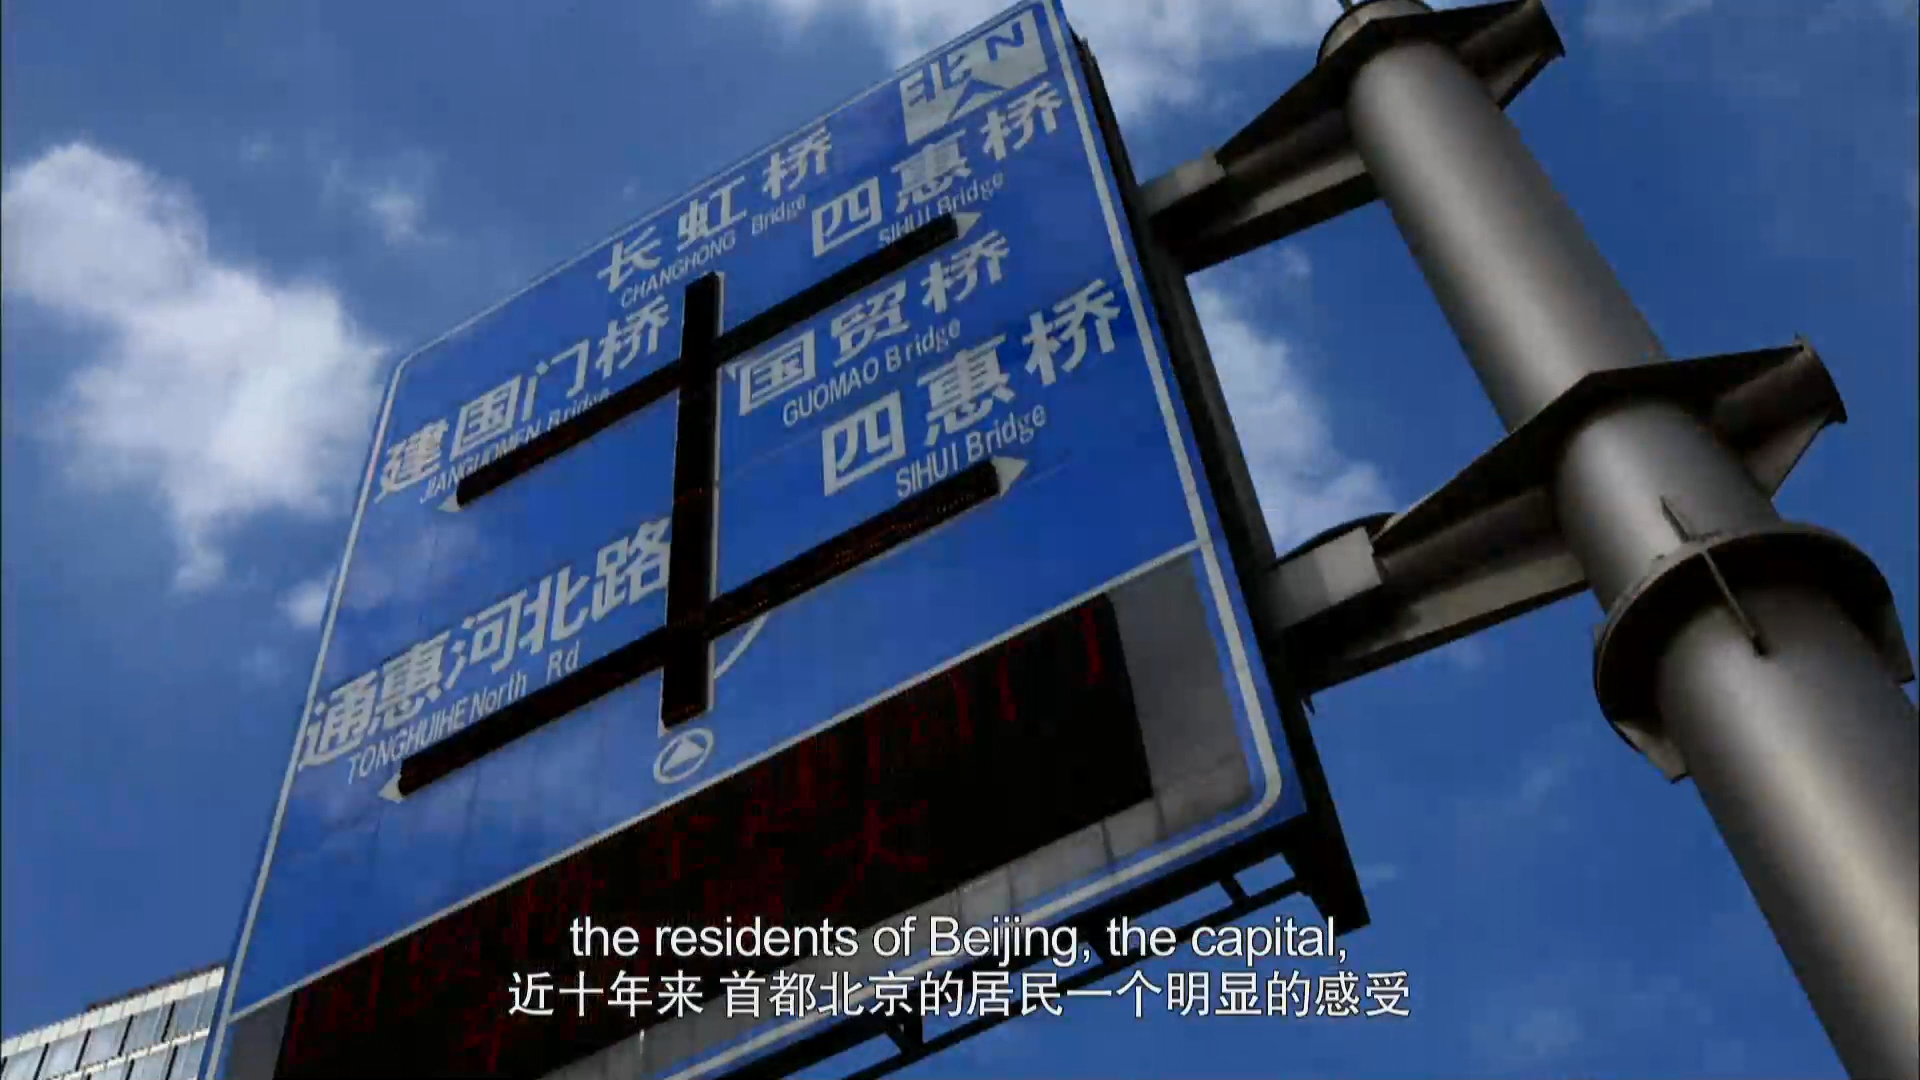 长虹桥
CHANGHONG Bridge
四惠桥
SIHUI Bridge
建国门桥
JIANGUOMEN Bridge
国贸桥
GUOMAO Bridge
四惠桥
SIHUI Bridge
通惠河北路
TONGHUIHE North Rd
the residents of Beijing, the capital,
近十年来 首都北京的居民一个明显的感受